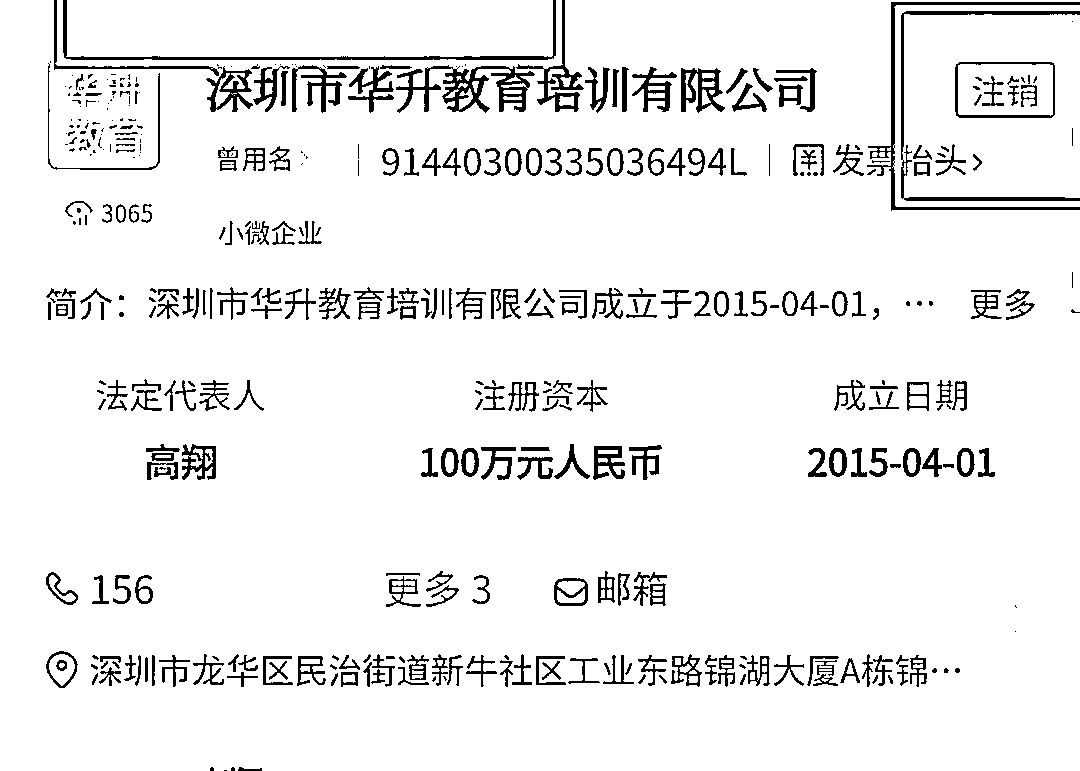 华升
教育
深圳市华升教育培训有限公司
注销
曾用名 | 91440300335036494L | 发票抬头
3065
小微企业
简介：深圳市华升教育培训有限公司成立于2015-04-01，… 更多
法定代表人 注册资本 成立日期
高翔 100万元人民币 2015-04-01
156 更多 3 邮箱
深圳市龙华区民治街道新牛社区工业东路锦湖大厦A栋锦…